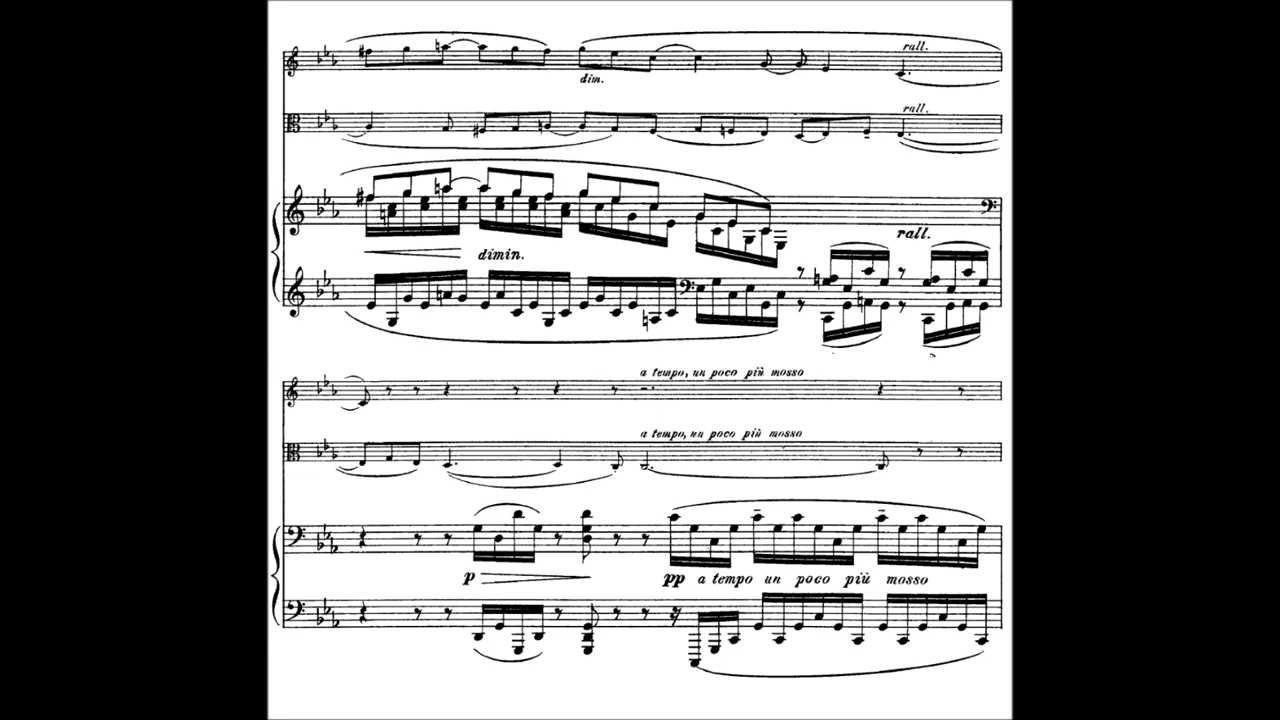 rall.
dim.
rall.
rall.
dimin.
a tempo, un poco più mosso
a tempo, un poco più mosso
p
pp a tempo un poco più mosso